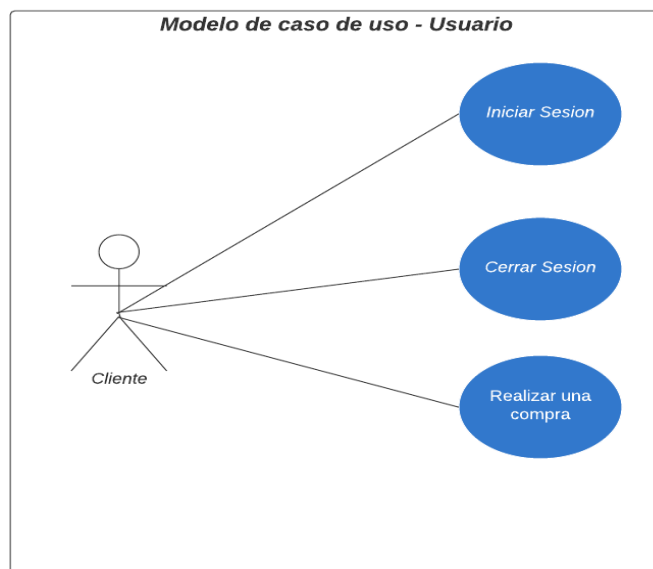 Modelo de caso de uso - Usuario
Iniciar Sesion
Cerrar Sesion
Cliente
Realizar una
compra